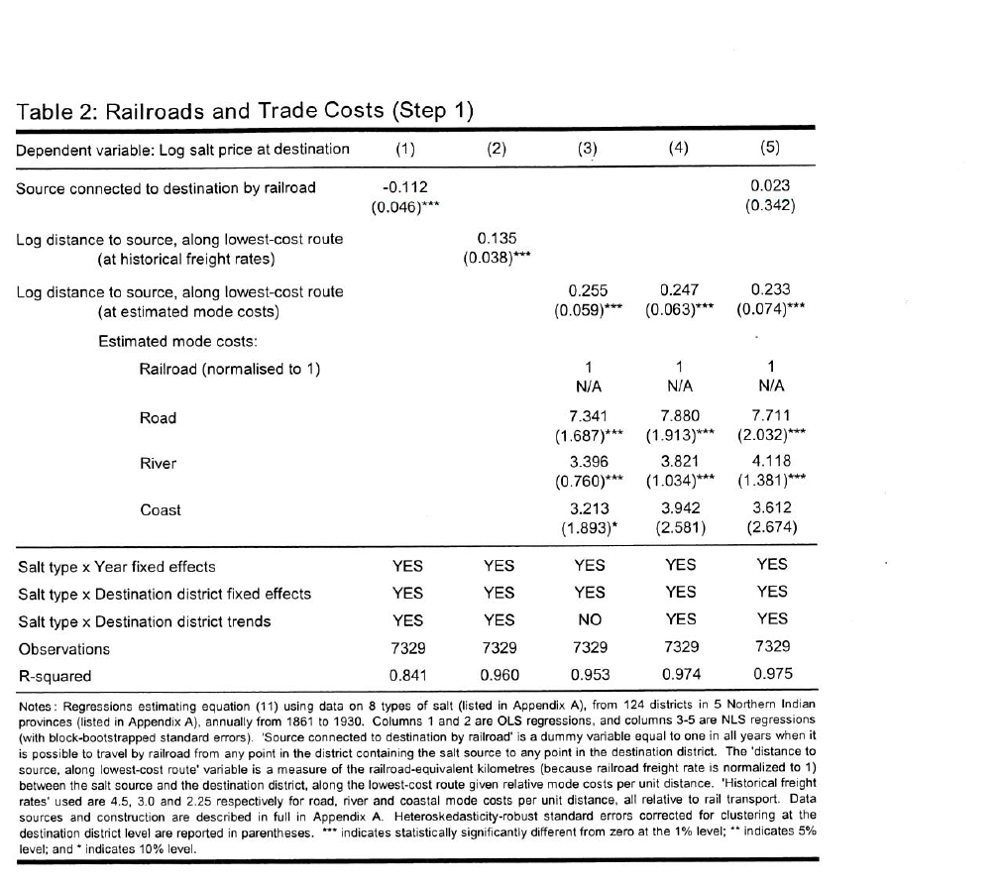 Table 2: Railroads and Trade Costs (Step 1)
Dependent variable: Log salt price at destination (1) (2) (3) (4) (5)
Source connected to destination by railroad -0.112 0.023
(0.046)*** (0.342)
Log distance to source, along lowest-cost route 0.135
(at historical freight rates) (0.038)***
Log distance to source, along lowest-cost route 0.255 0.247 0.233
(at estimated mode costs) (0.059)*** (0.063)*** (0.074)***
Estimated mode costs:
Railroad (normalised to 1) 1 1 1
N/A N/A N/A
Road 7.341 7.880 7.711
(1.687)*** (1.913)*** (2.032)***
River 3.396 3.821 4.118
(0.760)*** (1.034)*** (1.381)***
Coast 3.213 3.942 3.612
(1.893)* (2.581) (2.674)
Salt type x Year fixed effects YES YES YES YES YES
Salt type x Destination district fixed effects YES YES YES YES YES
Salt type x Destination district trends YES YES NO YES YES
Observations 7329 7329 7329 7329 7329
R-squared 0.841 0.960 0.953 0.974 0.975
Notes: Regressions estimating equation (11) using data on 8 types of salt (listed in Appendix A), from 124 districts in 5 Northern Indian
provinces (listed in Appendix A), annually from 1861 to 1930. Columns 1 and 2 are OLS regressions, and columns 3-5 are NLS regressions
(with block-bootstrapped standard errors). 'Source connected to destination by railroad' is a dummy variable equal to one in all years when it
is possible to travel by railroad from any point in the district containing the salt source to any point in the destination district. The 'distance to
source, along lowest-cost route' variable is a measure of the railroad-equivalent kilometres (because railroad freight rate is normalized to 1)
between the salt source and the destination district, along the lowest-cost route given relative mode costs per unit distance. 'Historical freight
rates' used are 4.5, 3.0 and 2.25 respectively for road, river and coastal mode costs per unit distance, all relative to rail transport. Data
sources and construction are described in full in Appendix A. Heteroskedasticity-robust standard errors corrected for clustering at the
destination district level are reported in parentheses. *** indicates statistically significantly different from zero at the 1% level; ** indicates 5%
level; and * indicates 10% level.